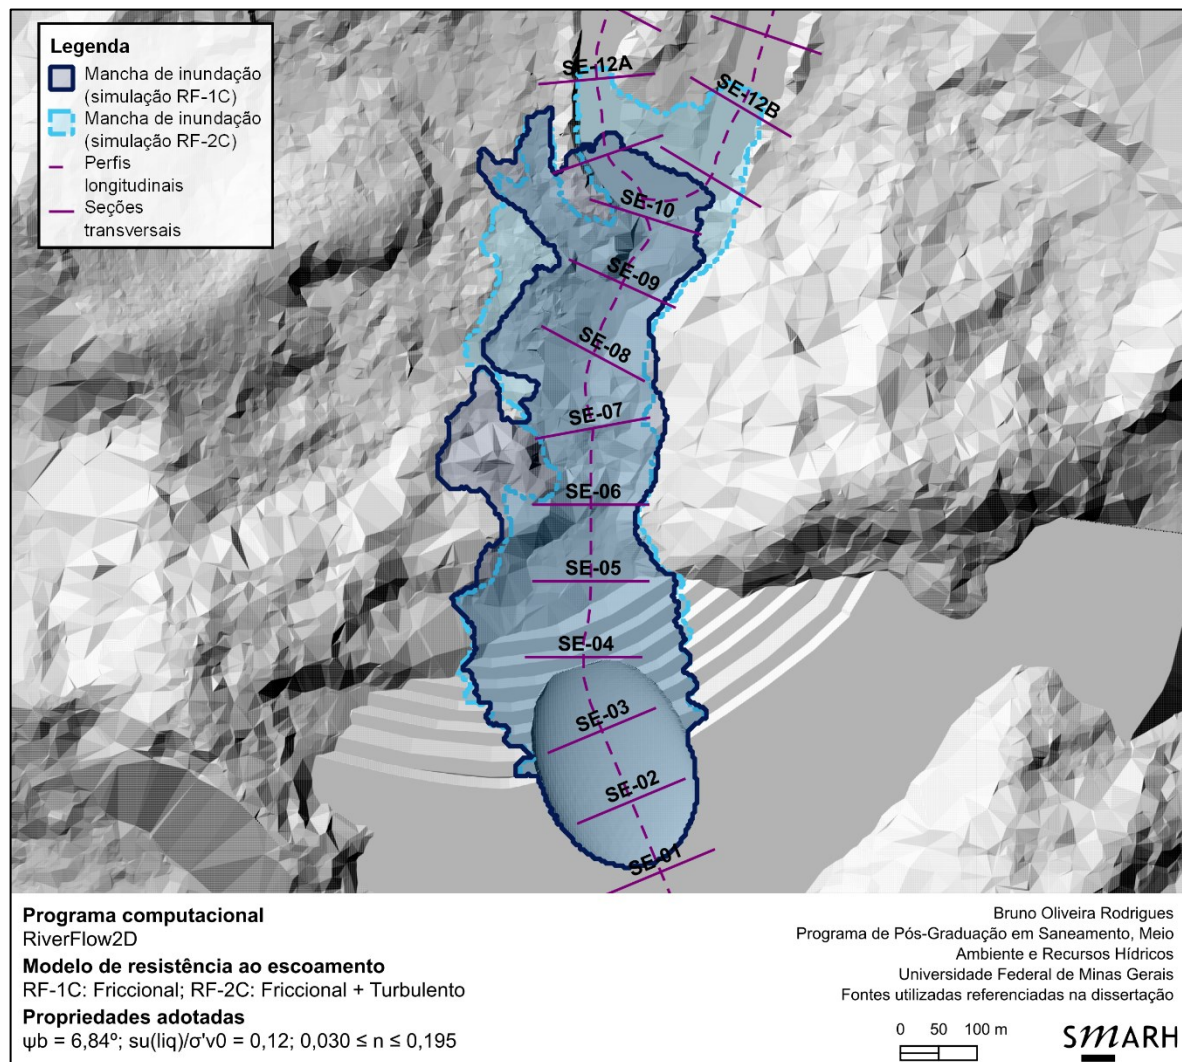 Legenda
Mancha de inundação
(simulação RF-1C)
Mancha de inundação
(simulação RF-2C)
Perfis
longitudinais
Seções
transversais
SE-12A
SE-12B
SE-10
SE-09
SE-08
SE-07
SE-06
SE-05
SE-04
SE-03
SE-02
SE-01
Programa computacional
RiverFlow2D
Modelo de resistência ao escoamento
RF-1C: Friccional; RF-2C: Friccional + Turbulento
Propriedades adotadas
ψb = 6,84º; su(liq)/σ'v0 = 0,12; 0,030 ≤ n ≤ 0,195
Bruno Oliveira Rodrigues
Programa de Pós-Graduação em Saneamento, Meio
Ambiente e Recursos Hídricos
Universidade Federal de Minas Gerais
Fontes utilizadas referenciadas na dissertação
0 50 100 m
SMARH